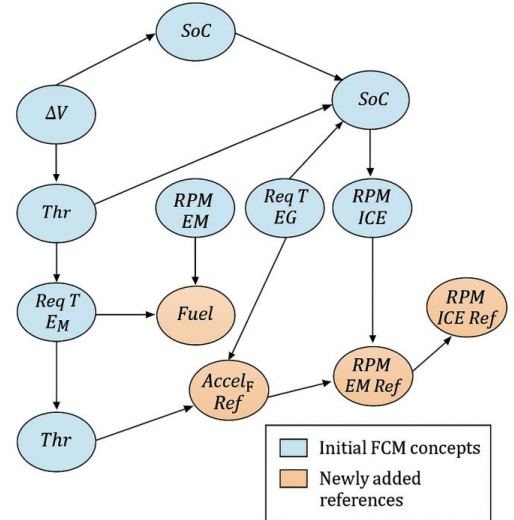 SoC
SoC
ΔV
Thr
RPM
EM
Req T
EG
RPM
ICE
Req T
E_M
Fuel
RPM
ICE Ref
Accel_F
Ref
RPM
EM Ref
Thr
Initial FCM concepts
Newly added
references